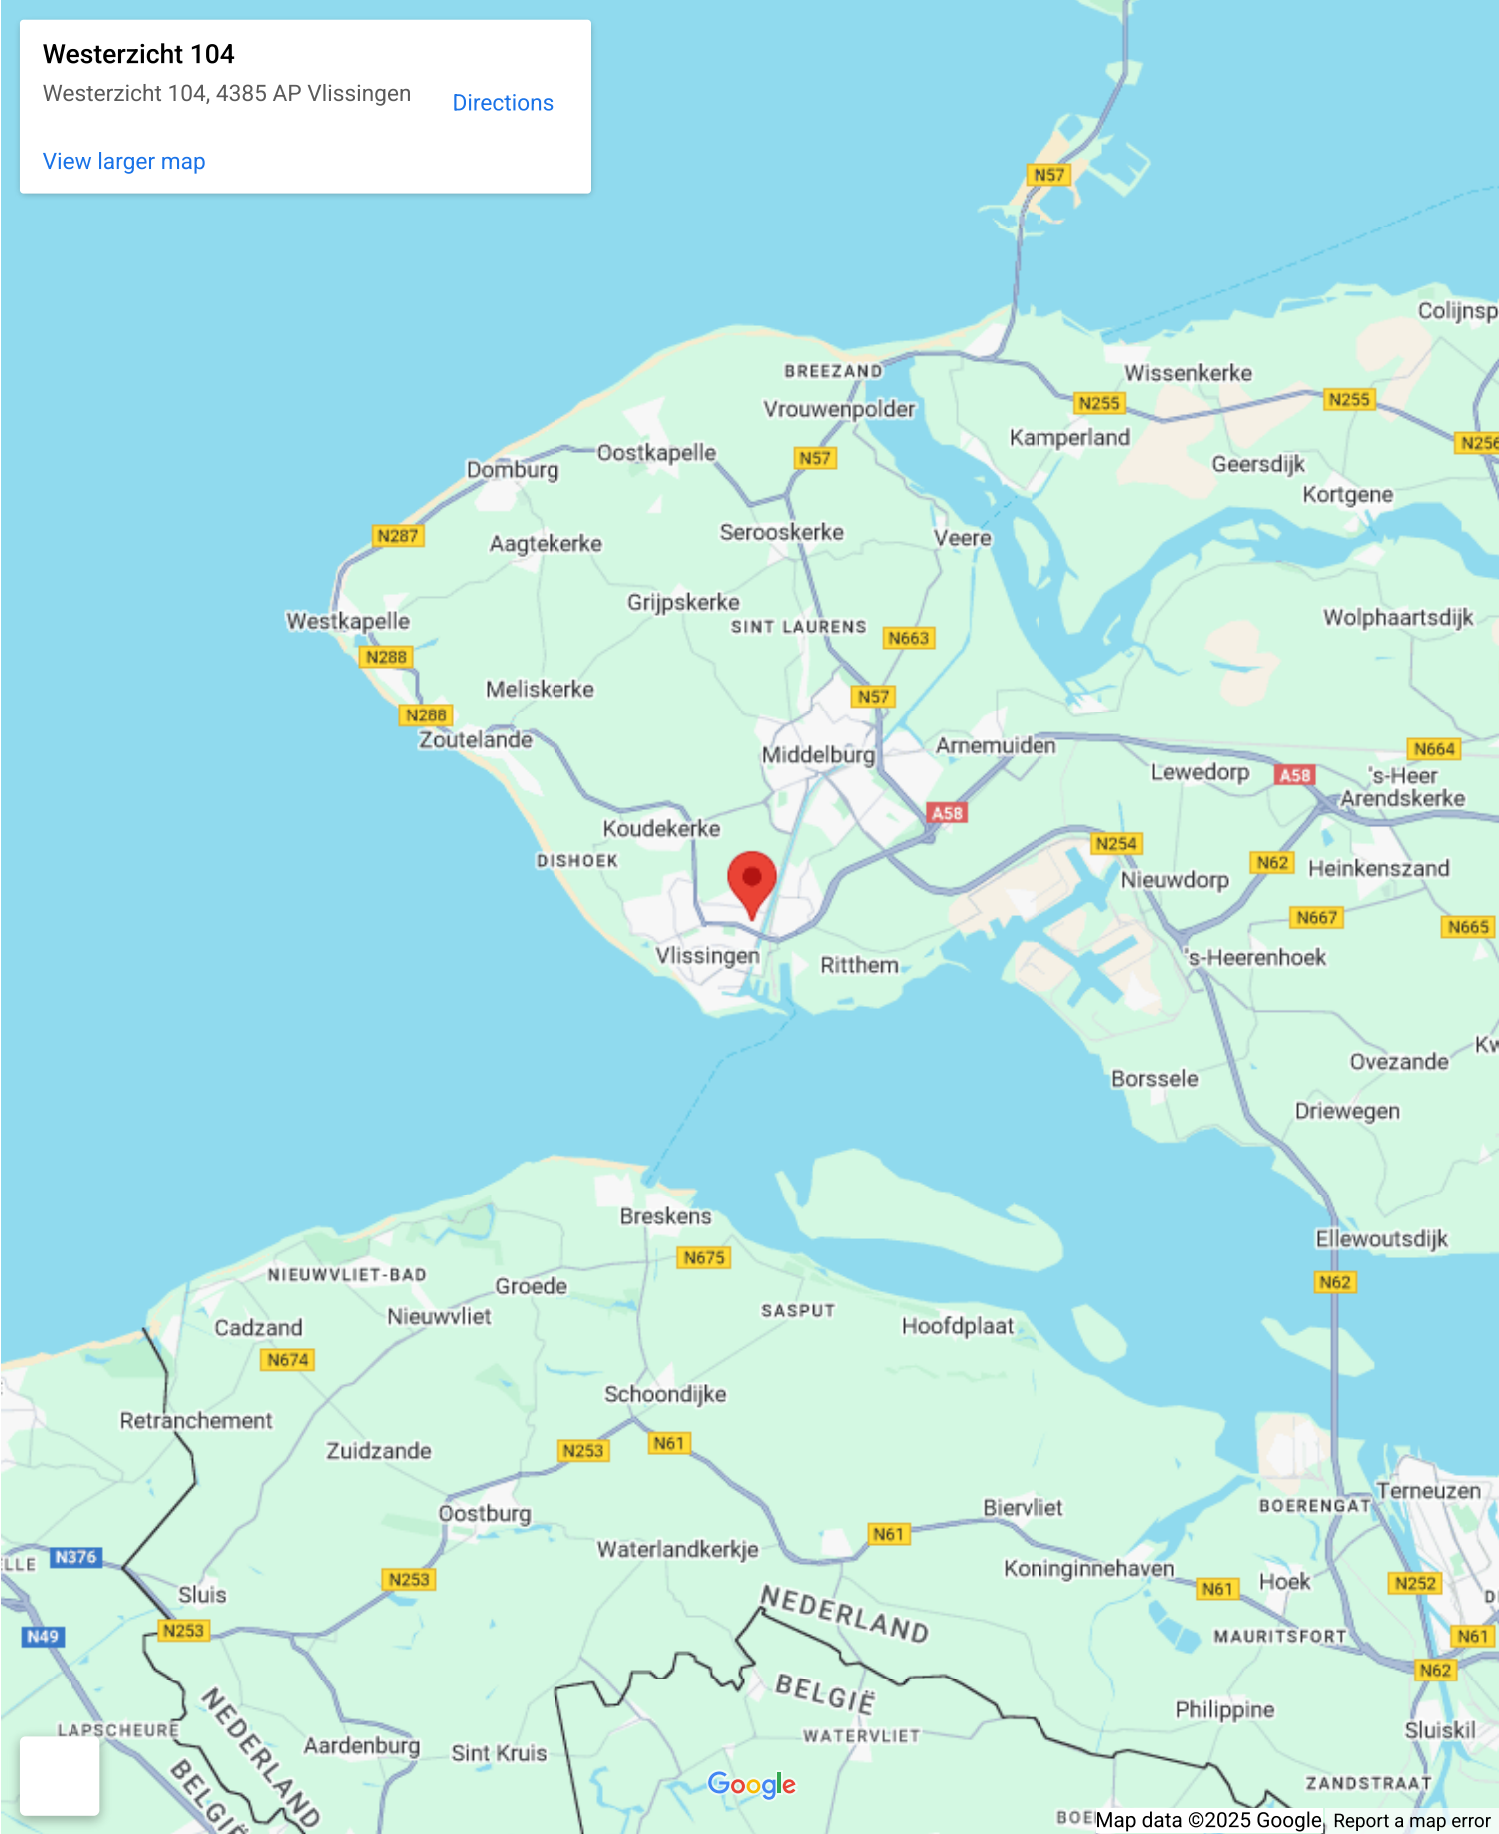 Westerzicht 104
Westerzicht 104, 4385 AP Vlissingen
Directions
View larger map
N57
Colijnsp
BREEZAND
Wissenkerke
N255
N255
Vrouwenpolder
Kamperland
N256
Oostkapelle
N57
Domburg
Geersdijk
Kortgene
N287
Serooskerke
Veere
Aagtekerke
Grijpskerke
Westkapelle
SINT LAURENS
N663
Wolphaartsdijk
N288
Meliskerke
N57
N288
Zoutelande
Middelburg
Arnemuiden
N664
Lewedorp
A58
's-Heer
Arendskerke
A58
Koudekerke
N254
DISHOEK
N62
Heinkenszand
Nieuwdorp
N667
N665
Vlissingen
Ritthem
's-Heerenhoek
Kw
Ovezande
Borssele
Driewegen
Breskens
Ellewoutsdijk
N675
NIEUWVLIET-BAD
Groede
N62
Nieuwvliet
SASPUT
Cadzand
Hoofdplaat
N674
Schoondijke
Retranchement
Zuidzande
N253
N61
Oostburg
Biervliet
BOERENGAT
Terneuzen
N61
Waterlandkerkje
ELLE
N376
Koninginnehaven
N253
Sluis
N61
Hoek
N252
NEDERLAND
N253
N49
MAURITSFORT
N61
N62
BELGIË
NEDERLAND
Philippine
LAPSCHEURE
WATERVLIET
Sluiskil
Aardenburg
Sint Kruis
BELGIË
Google
ZANDSTRAAT
BOE
Map data ©2025 Google
Report a map error